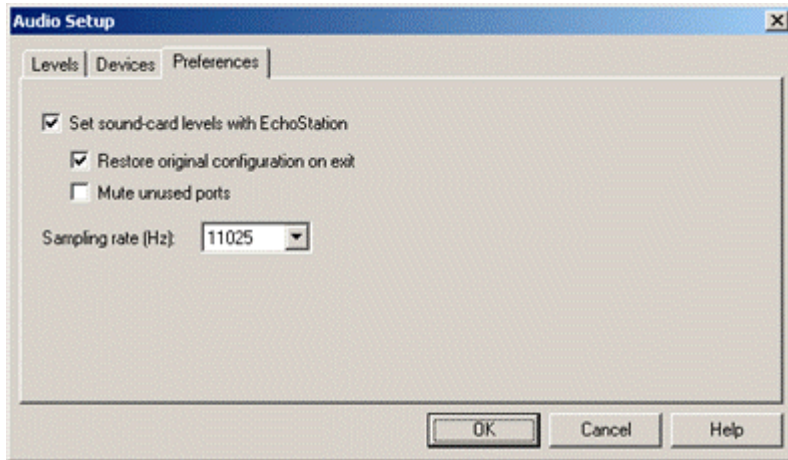 Audio Setup
Levels Devices Preferences
Set sound-card levels with EchoStation
Restore original configuration on exit
Mute unused ports
Sampling rate (Hz): 11025
OK Cancel Help